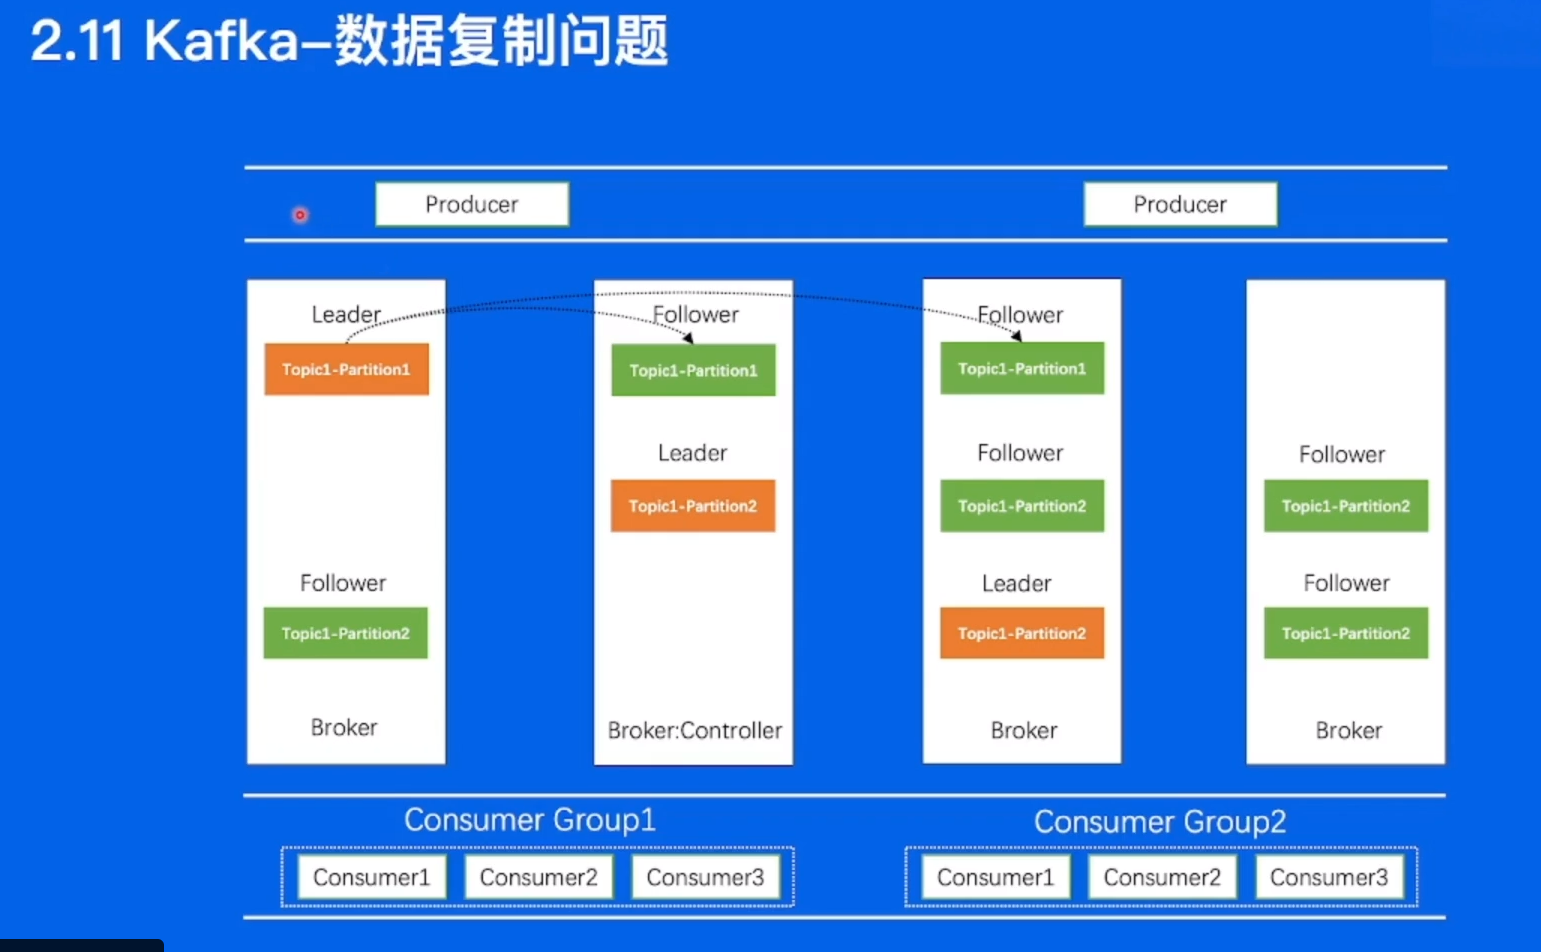 2.11 Kafka–数据复制问题
Producer
Producer
Leader
Topic1-Partition1
Follower
Topic1-Partition2
Broker
Follower
Topic1-Partition1
Leader
Topic1-Partition2
Broker:Controller
Follower
Topic1-Partition1
Follower
Topic1-Partition2
Leader
Topic1-Partition2
Broker
Follower
Topic1-Partition2
Follower
Topic1-Partition2
Broker
Consumer Group1
Consumer1
Consumer2
Consumer3
Consumer Group2
Consumer1
Consumer2
Consumer3